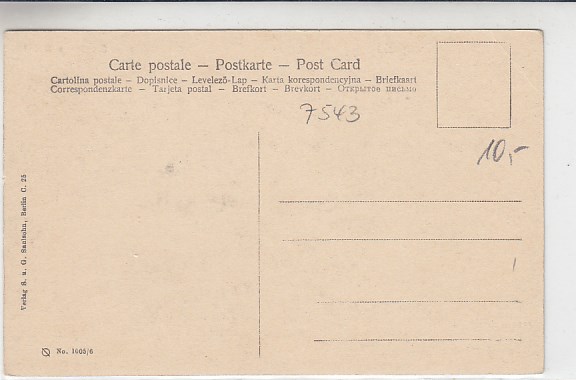 Carte postale – Postkarte – Post Card
Cartolina postale – Dopisnice – Levelező-Lap – Karta korespondencyjna – Briefkaart
Correspondenzkarte – Tarjeta postal – Brefkort – Brevkort – Открытое письмо
7543
10,-
Verlag S. u. G. Saulsohn, Berlin C. 25
No. 1605/6